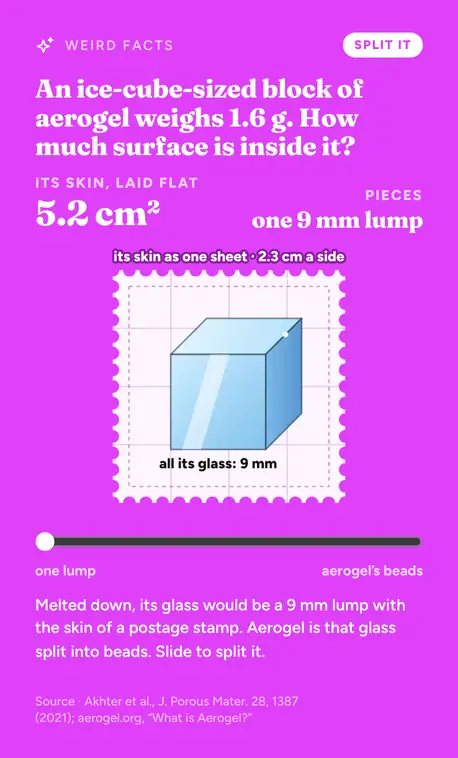 WEIRD FACTS
SPLIT IT
An ice-cube-sized block of
aerogel weighs 1.6 g. How
much surface is inside it?
ITS SKIN, LAID FLAT
5.2 cm²
PIECES
one 9 mm lump
its skin as one sheet · 2.3 cm a side
all its glass: 9 mm
one lump
aerogel’s beads
Melted down, its glass would be a 9 mm lump with
the skin of a postage stamp. Aerogel is that glass
split into beads. Slide to split it.
Source · Akhter et al., J. Porous Mater. 28, 1387
(2021); aerogel.org, “What is Aerogel?”